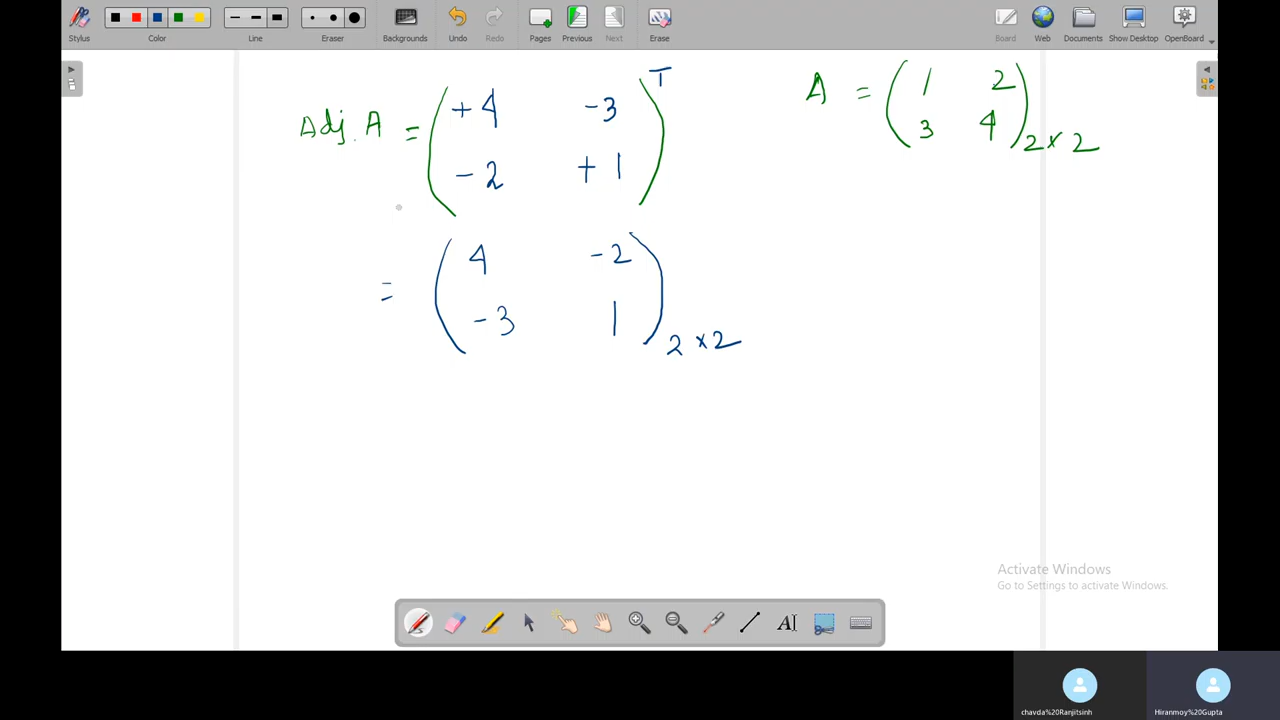 Stylus Color Line Eraser Backgrounds Undo Redo Pages Previous Next Erase Board Web Documents Show Desktop OpenBoard
Adj. A = ( +4 -3
-2 +1 )T
A = ( 1 2
3 4 )2×2
= ( 4 -2
-3 1 )2×2
Activate Windows
Go to Settings to activate Windows.
AI
chavda%20Ranjitsinh Hiranmoy%20Gupta